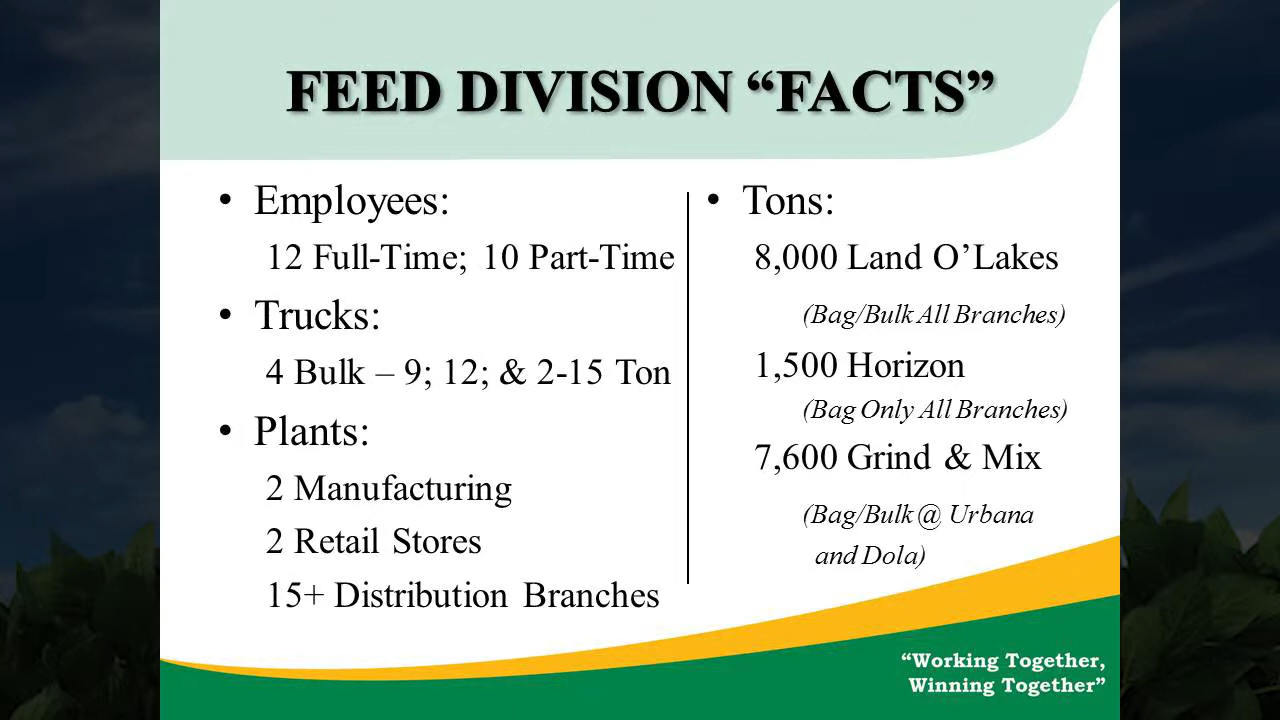 FEED DIVISION “FACTS”
• Employees:
12 Full-Time; 10 Part-Time
• Trucks:
4 Bulk – 9; 12; & 2-15 Ton
• Plants:
2 Manufacturing
2 Retail Stores
15+ Distribution Branches
• Tons:
8,000 Land O’Lakes
(Bag/Bulk All Branches)
1,500 Horizon
(Bag Only All Branches)
7,600 Grind & Mix
(Bag/Bulk @ Urbana
and Dola)
“Working Together,
Winning Together”